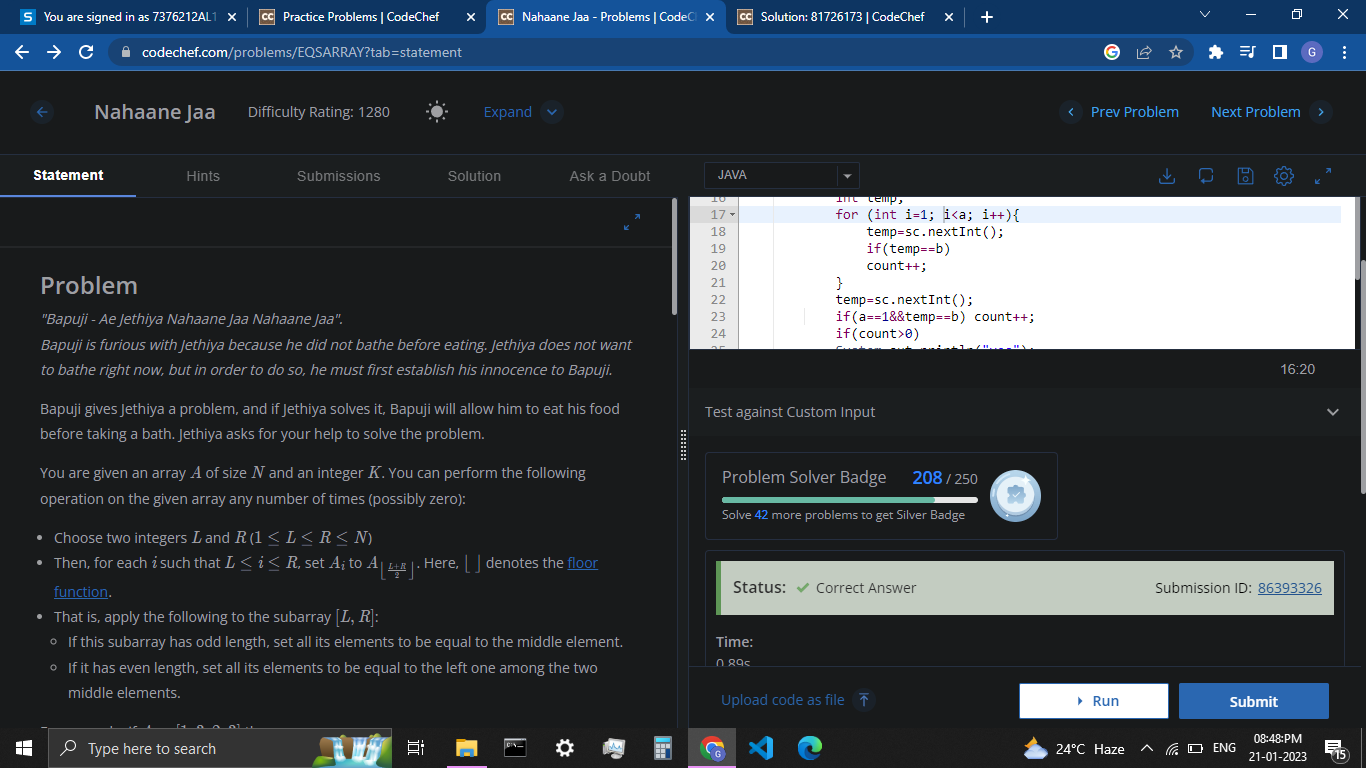 You are signed in as 7376212AL1
Practice Problems | CodeChef
Nahaane Jaa - Problems | CodeC
Solution: 81726173 | CodeChef
codechef.com/problems/EQSARRAY?tab=statement
G
Nahaane Jaa
Difficulty Rating: 1280
Expand
Prev Problem
Next Problem
Statement
Hints
Submissions
Solution
Ask a Doubt
JAVA
Problem
"Bapuji - Ae Jethiya Nahaane Jaa Nahaane Jaa".
Bapuji is furious with Jethiya because he did not bathe before eating. Jethiya does not want
to bathe right now, but in order to do so, he must first establish his innocence to Bapuji.
Bapuji gives Jethiya a problem, and if Jethiya solves it, Bapuji will allow him to eat his food
before taking a bath. Jethiya asks for your help to solve the problem.
You are given an array A of size N and an integer K. You can perform the following
operation on the given array any number of times (possibly zero):
• Choose two integers L and R (1 ≤ L ≤ R ≤ N)
• Then, for each i such that L ≤ i ≤ R, set A_i to A_⌊(L+R)/2⌋. Here, ⌊ ⌋ denotes the floor
function.
• That is, apply the following to the subarray [L, R]:
◦ If this subarray has odd length, set all its elements to be equal to the middle element.
◦ If it has even length, set all its elements to be equal to the left one among the two
middle elements.
16 int temp;
17 for (int i=1; i<a; i++){
18 temp=sc.nextInt();
19 if(temp==b)
20 count++;
21 }
22 temp=sc.nextInt();
23 if(a==1&&temp==b) count++;
24 if(count>0)
16:20
Test against Custom Input
Problem Solver Badge 208 / 250
Solve 42 more problems to get Silver Badge
Status: Correct Answer
Submission ID: 86393326
Time:
0.89s
Upload code as file
Run
Submit
Type here to search
24°C Haze
ENG
08:48PM
21-01-2023
15